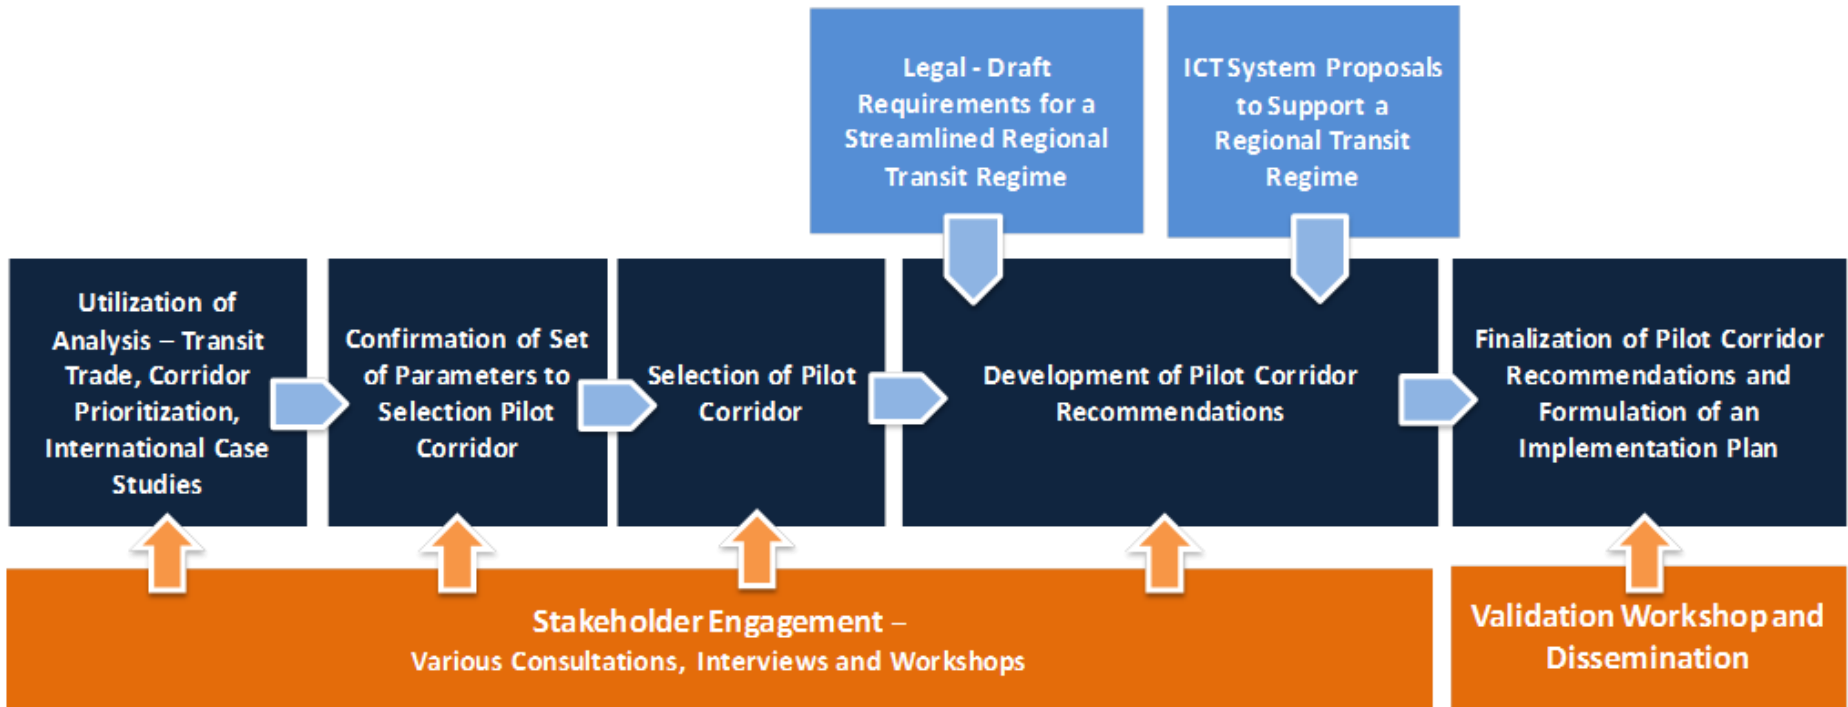 Legal - Draft
Requirements for a
Streamlined Regional
Transit Regime
ICT System Proposals
to Support a
Regional Transit
Regime
Utilization of
Analysis – Transit
Trade, Corridor
Prioritization,
International Case
Studies
Confirmation of Set
of Parameters to
Selection Pilot
Corridor
Selection of Pilot
Corridor
Development of Pilot Corridor
Recommendations
Finalization of Pilot Corridor
Recommendations and
Formulation of an
Implementation Plan
Stakeholder Engagement –
Various Consultations, Interviews and Workshops
Validation Workshop and
Dissemination